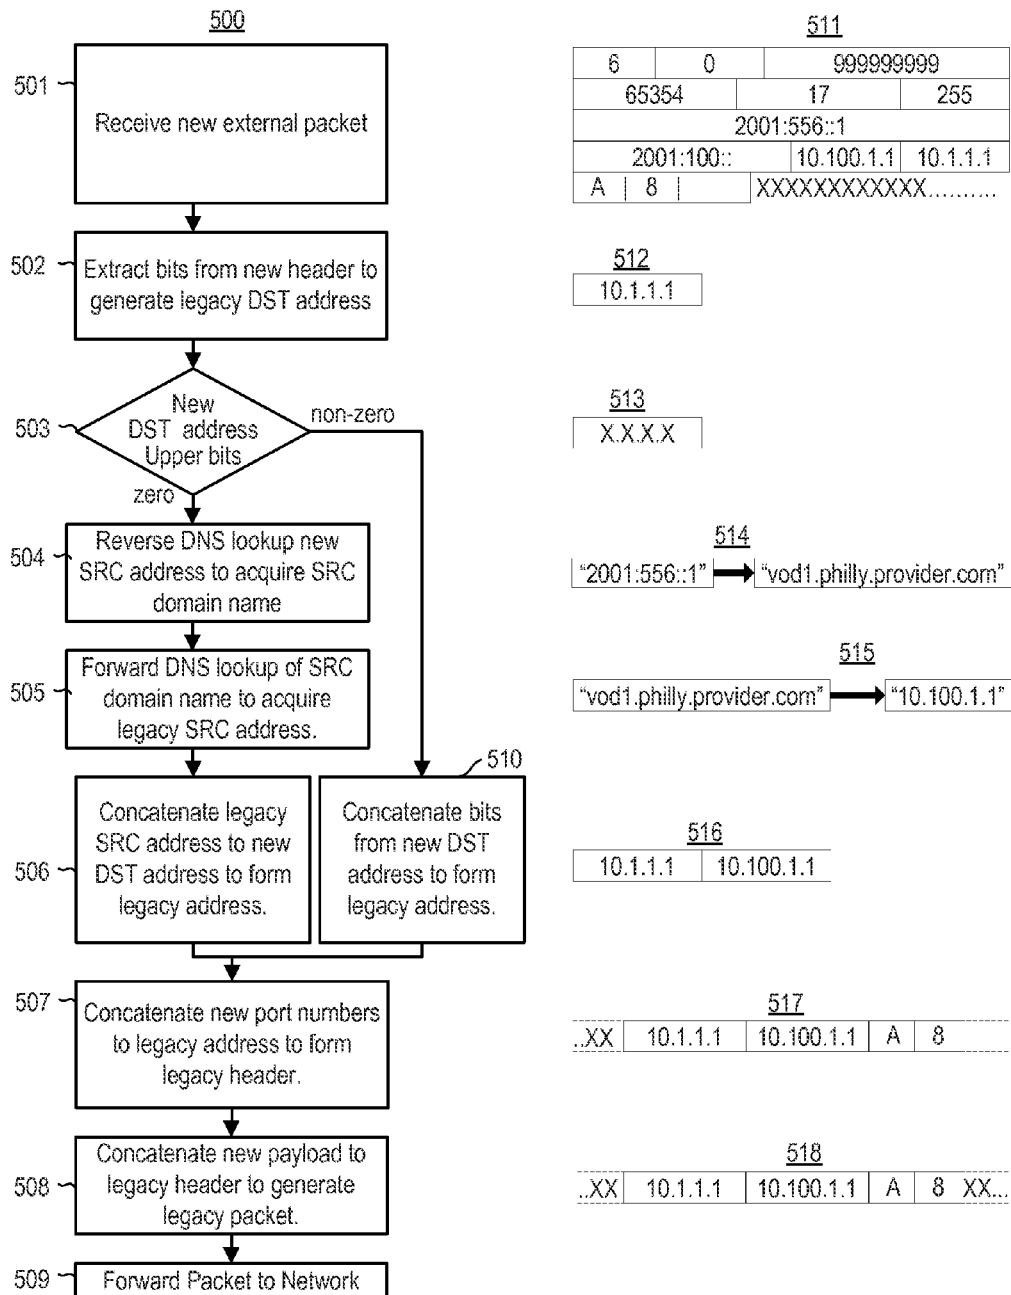 500
501
Receive new external packet
511
6 0 999999999
65354 17 255
2001:556::1
2001:100:: 10.100.1.1 10.1.1.1
A 8 XXXXXXXXXXXX..........
502
Extract bits from new header to
generate legacy DST address
512
10.1.1.1
503
New
DST address
Upper bits
non-zero
zero
513
X.X.X.X
504
Reverse DNS lookup new
SRC address to acquire SRC
domain name
514
"2001:556::1" "vod1.philly.provider.com"
505
Forward DNS lookup of SRC
domain name to acquire
legacy SRC address.
515
"vod1.philly.provider.com" "10.100.1.1"
506
Concatenate legacy
SRC address to new
DST address to form
legacy address.
510
Concatenate bits
from new DST
address to form
legacy address.
516
10.1.1.1 10.100.1.1
507
Concatenate new port numbers
to legacy address to form
legacy header.
517
..XX 10.1.1.1 10.100.1.1 A 8
508
Concatenate new payload to
legacy header to generate
legacy packet.
518
..XX 10.1.1.1 10.100.1.1 A 8 XX...
509
Forward Packet to Network